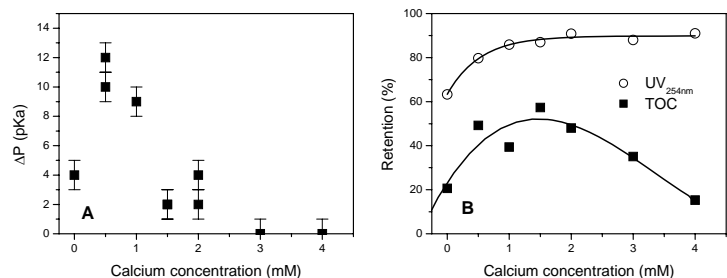 14
12
10
8
6
4
2
0
ΔP (pKa)
A
0 1 2 3 4
Calcium concentration (mM)
100
80
60
40
20
0
Retention (%)
UV254nm
TOC
B
0 1 2 3 4
Calcium concentration (mM)